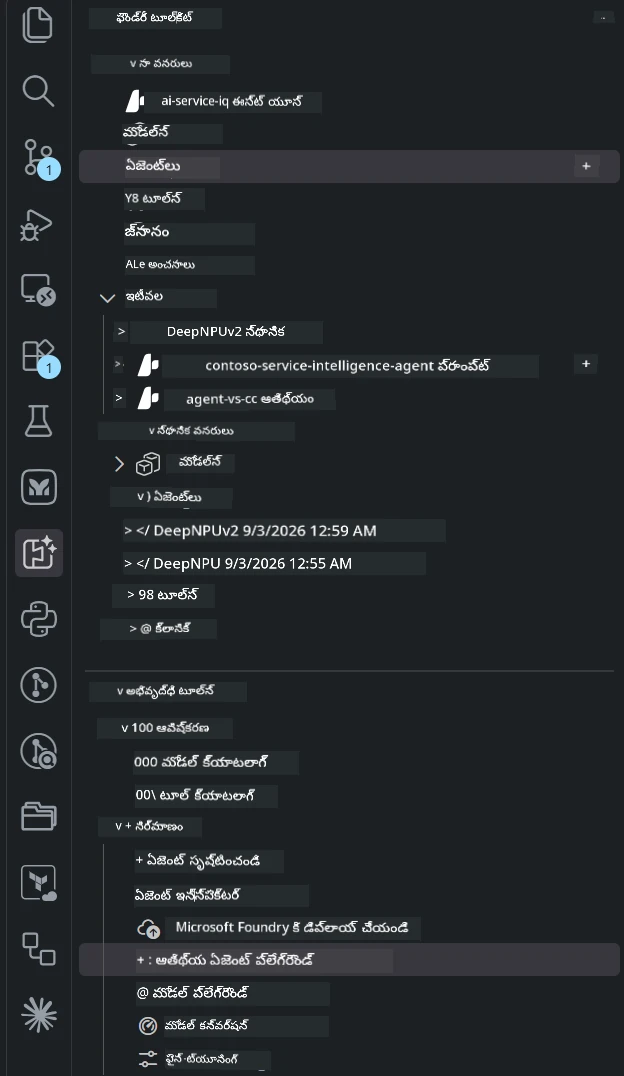 ఫౌండ్రీ టూల్‌కిట్
v నా వనరులు
ai-service-iq ఈస్ట్ యూస్
మోడల్స్
ఏజెంట్‌లు
1
Y8 టూల్స్
జ్ఞానం
ALe అంచనాలు
ఇటీవల
> DeepNPUv2 స్థానిక
> contoso-service-intelligence-agent ప్రాంప్ట్
1
> agent-vs-cc ఆతిథ్యం
v స్థానిక వనరులు
మోడల్స్
v ) ఏజెంట్‌లు
> </ DeepNPUv2 9/3/2026 12:59 AM
> </ DeepNPU 9/3/2026 12:55 AM
> 98 టూల్స్
> @ క్లానిక్
v అభివృద్ధి టూల్స్
v 100 ఆవిష్కరణ
000 మోడల్ క్యాటలాగ్
00\ టూల్ క్యాటలాగ్
v + నిర్మాణం
+ ఏజెంట్ సృష్టించండి
ఏజెంట్ ఇన్‌స్పెక్టర్
Microsoft Foundry కి డిప్లాయ్ చేయండి
+ : ఆతిథ్య ఏజెంట్ ప్లేగ్రౌండ్
@ మోడల్ ప్లేగ్రౌండ్
మోడల్ కన్‌వర్షన్
ఫైన్-ట్యూనింగ్